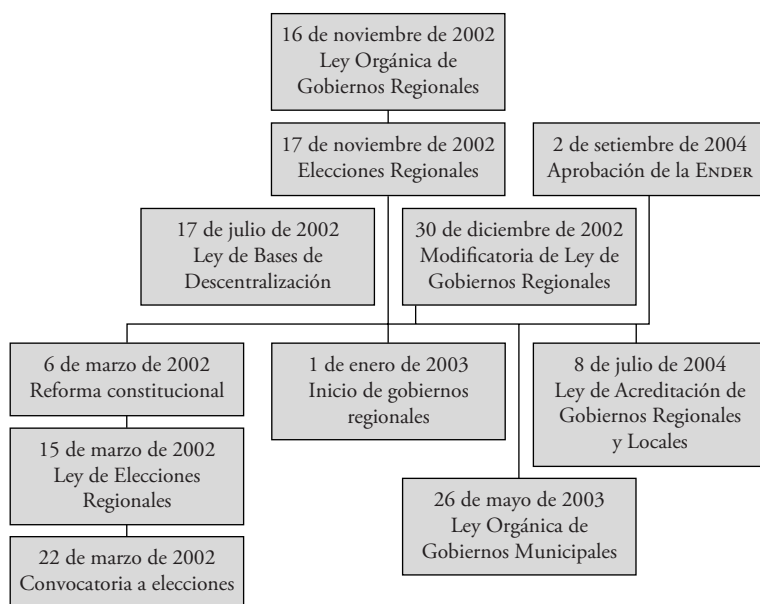 16 de noviembre de 2002
Ley Orgánica de
Gobiernos Regionales
17 de noviembre de 2002
Elecciones Regionales
2 de setiembre de 2004
Aprobación de la ENDER
17 de julio de 2002
Ley de Bases de
Descentralización
30 de diciembre de 2002
Modificatoria de Ley de
Gobiernos Regionales
6 de marzo de 2002
Reforma constitucional
1 de enero de 2003
Inicio de gobiernos
regionales
8 de julio de 2004
Ley de Acreditación de
Gobiernos Regionales
y Locales
15 de marzo de 2002
Ley de Elecciones
Regionales
26 de mayo de 2003
Ley Orgánica de
Gobiernos Municipales
22 de marzo de 2002
Convocatoria a elecciones